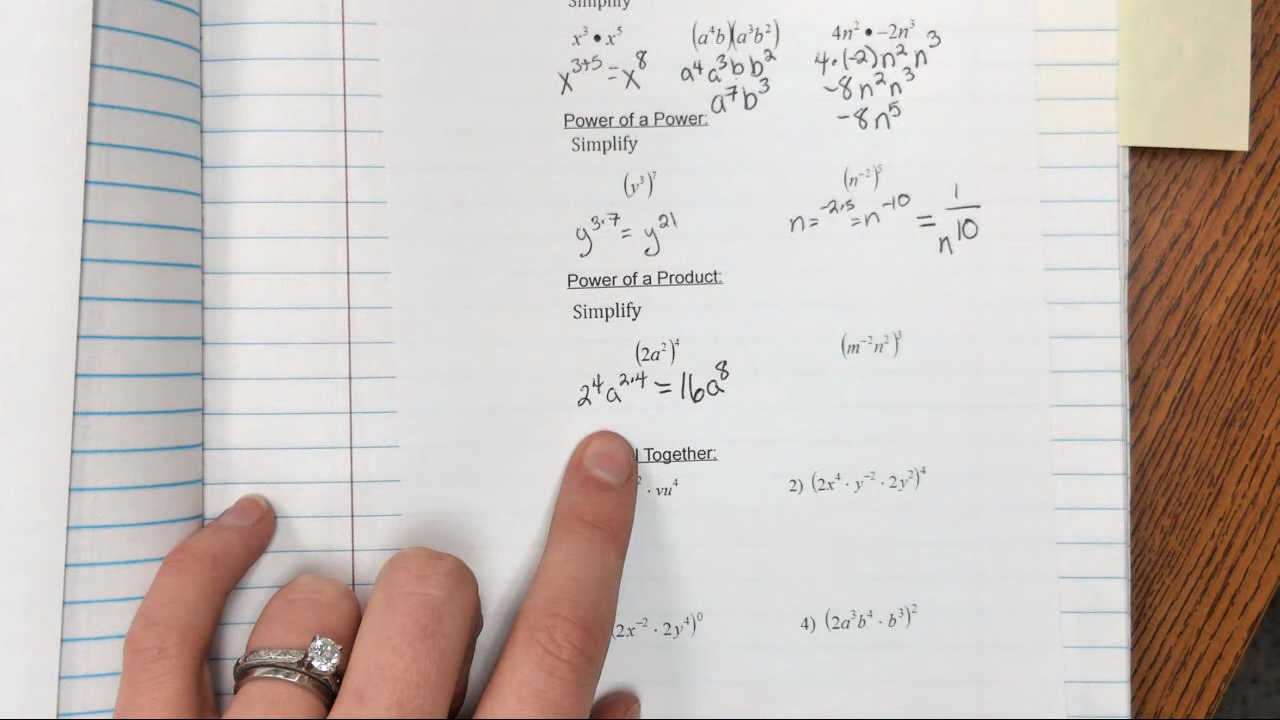 Simplify
x³ • x⁵ (a⁴b)(a³b²) 4n² • −2n³
x³⁺⁵ = x⁸ a⁴a³bb² 4·(-2)n²n³
a⁷b³ -8n²n³
-8n⁵
Power of a Power:
Simplify
(y³)⁷ (n⁻²)⁵
y³·⁷ = y²¹ n=⁻²·⁵=n⁻¹⁰ = 1/n¹⁰
Power of a Product:
Simplify
(2a²)⁴ (m⁻²n²)³
2⁴a²·⁴ = 16a⁸
l Together:
² · vu⁴ 2) (2x⁴ · y⁻² · 2y²)⁴
(2x⁻² · 2y⁴)⁰ 4) (2a³b⁴ · b³)²